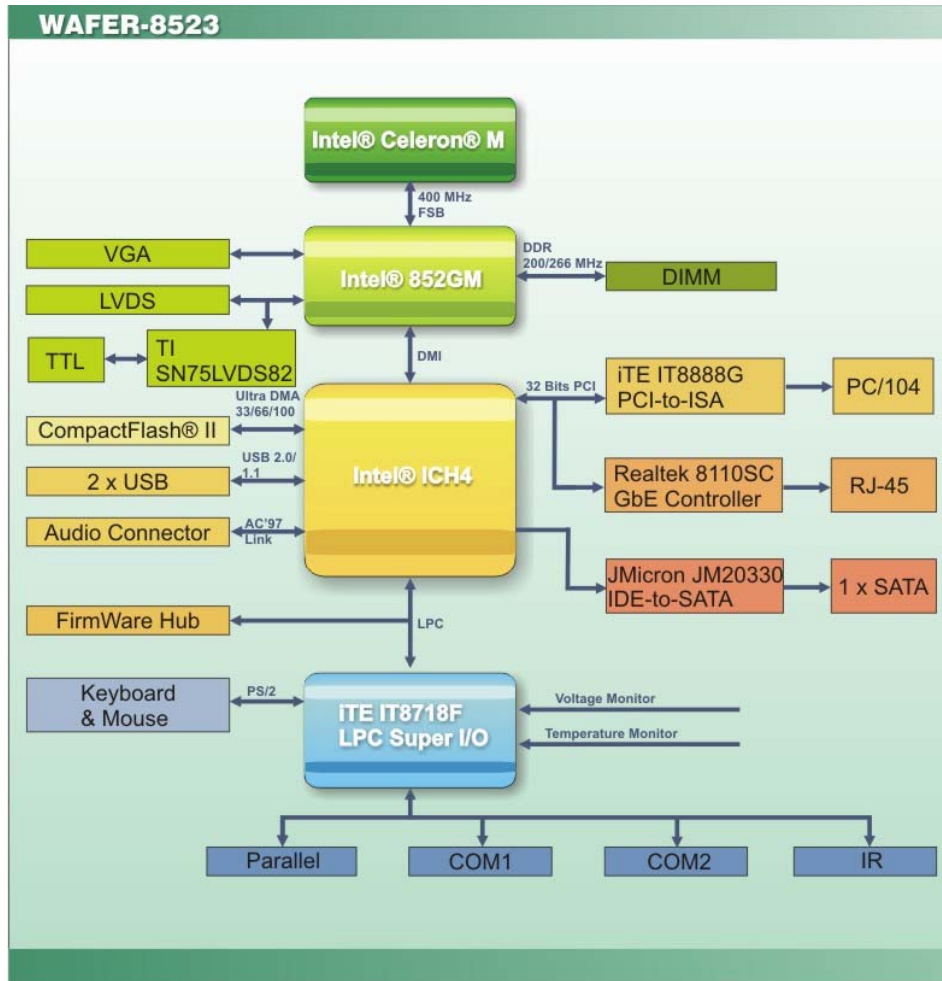 WAFER-8523
Intel® Celeron® M
400 MHz
FSB
VGA
Intel® 852GM
DDR
200/266 MHz
DIMM
LVDS
TTL
TI
SN75LVDS82
DMI
Ultra DMA
33/66/100
CompactFlash® II
USB 2.0/
1.1
2 x USB
Intel® ICH4
AC'97
Link
Audio Connector
32 Bits PCI
iTE IT8888G
PCI-to-ISA
PC/104
Realtek 8110SC
GbE Controller
RJ-45
JMicron JM20330
IDE-to-SATA
1 x SATA
FirmWare Hub
LPC
Keyboard
& Mouse
PS/2
iTE IT8718F
LPC Super I/O
Voltage Monitor
Temperature Monitor
Parallel
COM1
COM2
IR